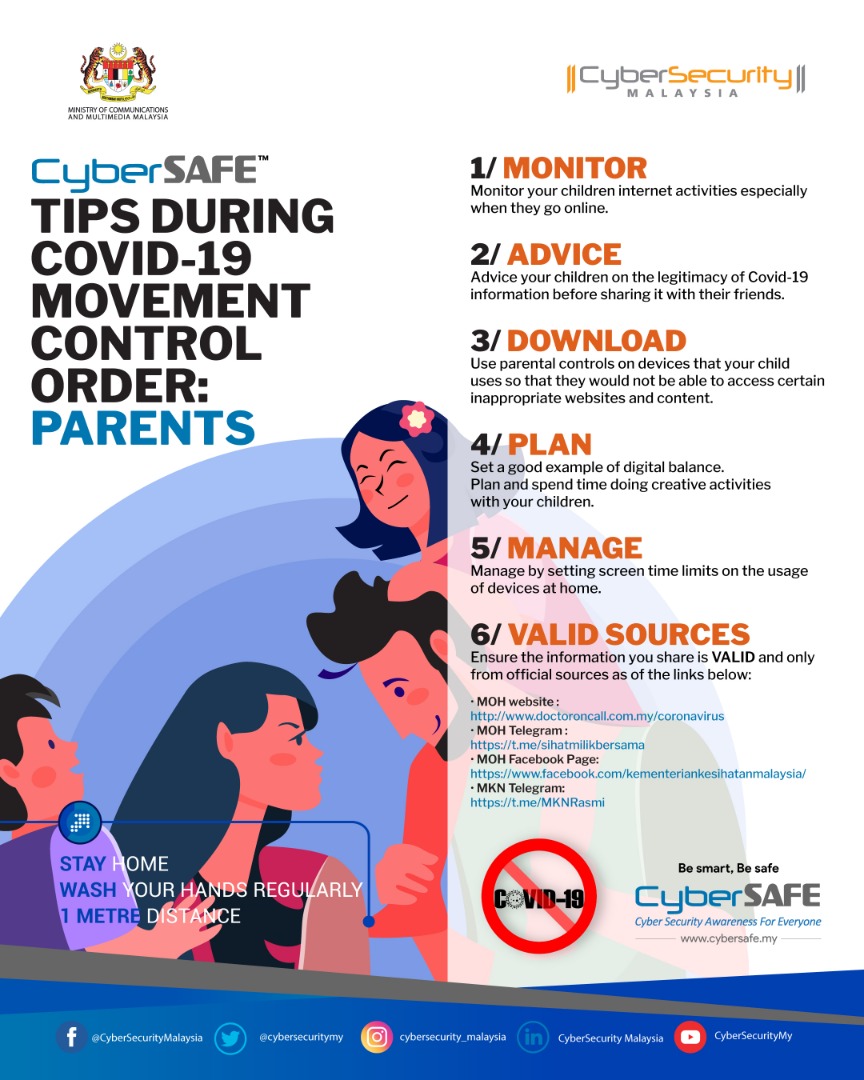 MINISTRY OF COMMUNICATIONS
AND MULTIMEDIA MALAYSIA
CyberSecurity
MALAYSIA
CyberSAFE™
TIPS DURING
COVID-19
MOVEMENT
CONTROL
ORDER:
PARENTS
1/ MONITOR
Monitor your children internet activities especially
when they go online.
2/ ADVICE
Advice your children on the legitimacy of Covid-19
information before sharing it with their friends.
3/ DOWNLOAD
Use parental controls on devices that your child
uses so that they would not be able to access certain
inappropriate websites and content.
4/ PLAN
Set a good example of digital balance.
Plan and spend time doing creative activities
with your children.
5/ MANAGE
Manage by setting screen time limits on the usage
of devices at home.
6/ VALID SOURCES
Ensure the information you share is VALID and only
from official sources as of the links below:
• MOH website :
http://www.doctoroncall.com.my/coronavirus
• MOH Telegram :
https://t.me/sihatmilikbersama
• MOH Facebook Page:
https://www.facebook.com/kementeriankesihatanmalaysia/
• MKN Telegram:
https://t.me/MKNRasmi
STAY HOME
WASH YOUR HANDS REGULARLY
1 METRE DISTANCE
COVID-19
Be smart, Be safe
CyberSAFE
Cyber Security Awareness For Everyone
www.cybersafe.my
@CyberSecurityMalaysia
@cybersecuritymy
cybersecurity_malaysia
CyberSecurity Malaysia
CyberSecurityMy